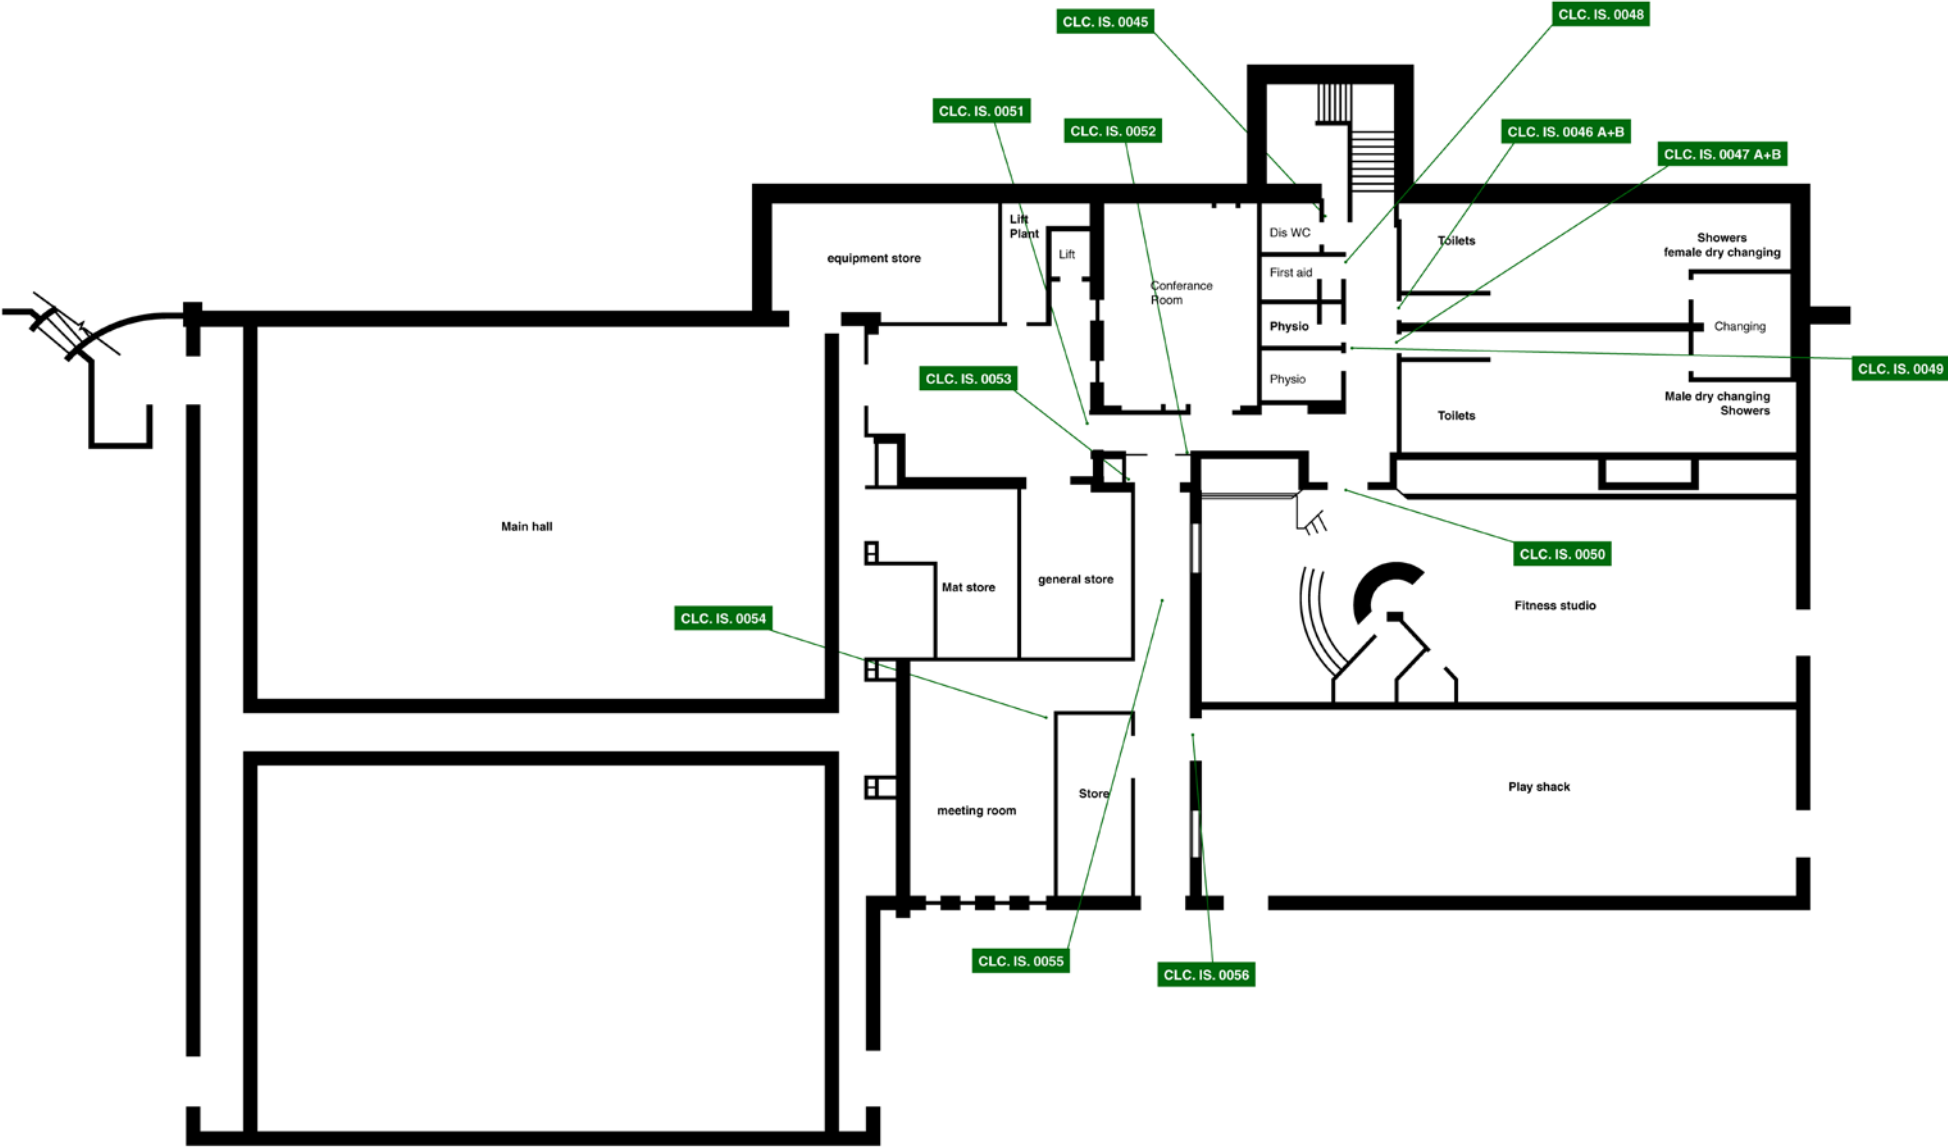 CLC. IS. 0045
CLC. IS. 0048
CLC. IS. 0051
CLC. IS. 0052
CLC. IS. 0046 A+B
CLC. IS. 0047 A+B
Lift
Plant
Lift
equipment store
Conferance
Room
Dis WC
First aid
Physio
Physio
Toilets
Showers
female dry changing
Changing
CLC. IS. 0049
CLC. IS. 0053
Toilets
Male dry changing
Showers
Main hall
CLC. IS. 0050
Mat store
general store
Fitness studio
CLC. IS. 0054
meeting room
Store
Play shack
CLC. IS. 0055
CLC. IS. 0056